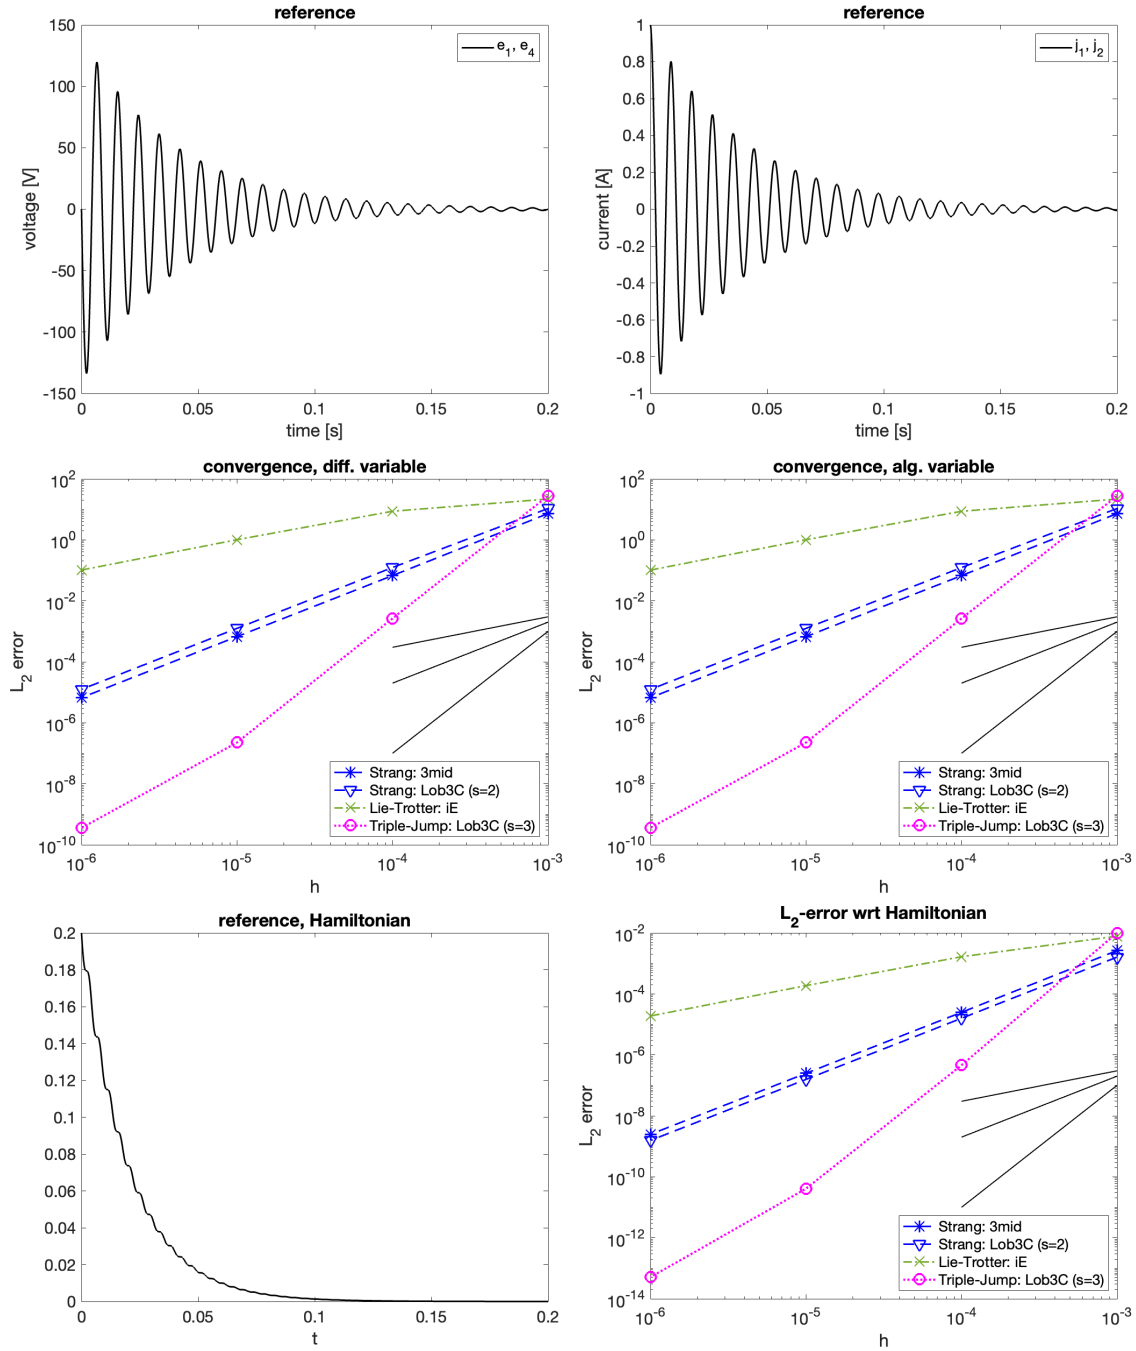 reference
150
100
50
0
-50
-100
-150
voltage [V]
e₁, e₄
0
0.05
0.1
0.15
0.2
time [s]
reference
1
0.8
0.6
0.4
0.2
0
-0.2
-0.4
-0.6
-0.8
-1
current [A]
j₁, j₂
0
0.05
0.1
0.15
0.2
time [s]
convergence, diff. variable
10²
10⁰
10⁻²
10⁻⁴
10⁻⁶
10⁻⁸
10⁻¹⁰
L₂ error
Strang: 3mid
Strang: Lob3C (s=2)
Lie-Trotter: iE
Triple-Jump: Lob3C (s=3)
10⁻⁶
10⁻⁵
10⁻⁴
10⁻³
h
convergence, alg. variable
10²
10⁰
10⁻²
10⁻⁴
10⁻⁶
10⁻⁸
10⁻¹⁰
L₂ error
Strang: 3mid
Strang: Lob3C (s=2)
Lie-Trotter: iE
Triple-Jump: Lob3C (s=3)
10⁻⁶
10⁻⁵
10⁻⁴
10⁻³
h
reference, Hamiltonian
0.2
0.18
0.16
0.14
0.12
0.1
0.08
0.06
0.04
0.02
0
0
0.05
0.1
0.15
0.2
t
L₂-error wrt Hamiltonian
10⁻²
10⁻⁴
10⁻⁶
10⁻⁸
10⁻¹⁰
10⁻¹²
10⁻¹⁴
L₂ error
Strang: 3mid
Strang: Lob3C (s=2)
Lie-Trotter: iE
Triple-Jump: Lob3C (s=3)
10⁻⁶
10⁻⁵
10⁻⁴
10⁻³
h